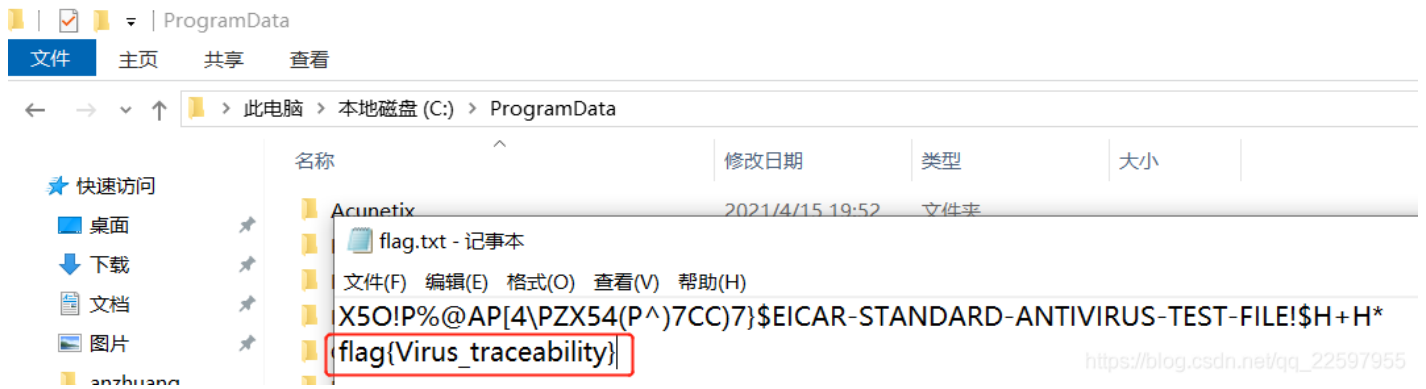 ProgramData
文件 主页 共享 查看
此电脑 > 本地磁盘 (C:) > ProgramData
名称 修改日期 类型 大小
快速访问
Acunetix 2021/4/15 19:52 文件夹
桌面
flag.txt - 记事本
下载
文件(F) 编辑(E) 格式(O) 查看(V) 帮助(H)
文档
X5O!P%@AP[4\PZX54(P^)7CC)7}$EICAR-STANDARD-ANTIVIRUS-TEST-FILE!$H+H*
图片
flag{Virus_traceability}
https://blog.csdn.net/qq_22597955
anzhuang